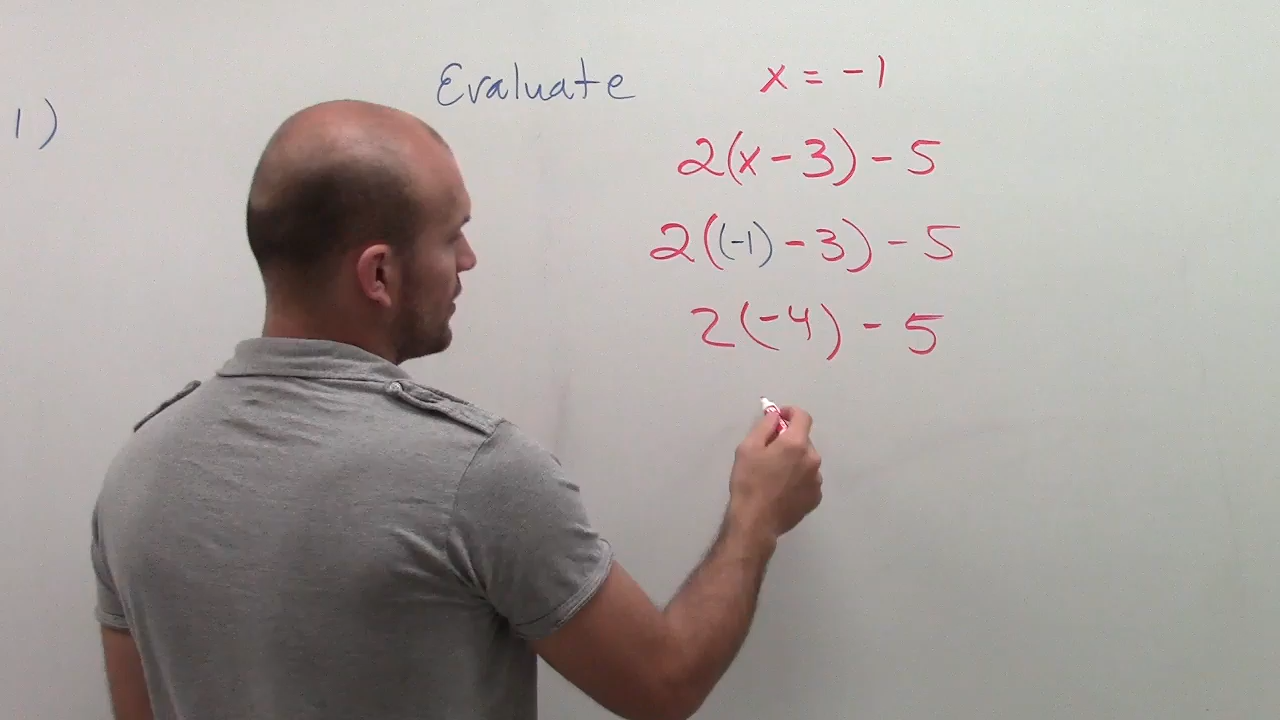 Evaluate x = -1
1)
2(x - 3) - 5
2((-1) - 3) - 5
2(-4) - 5